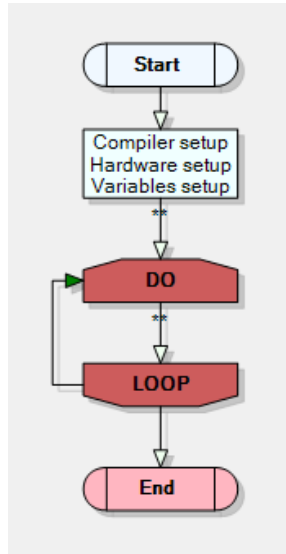 Start
Compiler setup
Hardware setup
Variables setup
**
DO
**
LOOP
End